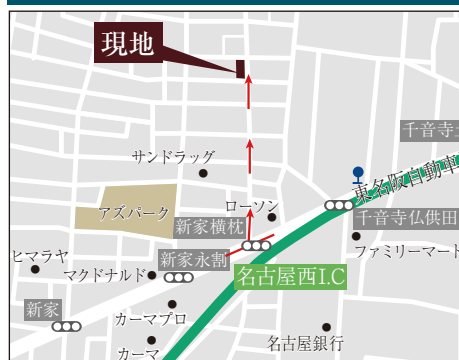 現地
千音寺
サンドラッグ
東名阪自動車
アズパーク
ローソン
新家横枕
千音寺仏供田
ヒマラヤ
新家永割
ファミリーマート
マクドナルド
名古屋西I.C
新家
カーマプロ
カーマ
名古屋銀行